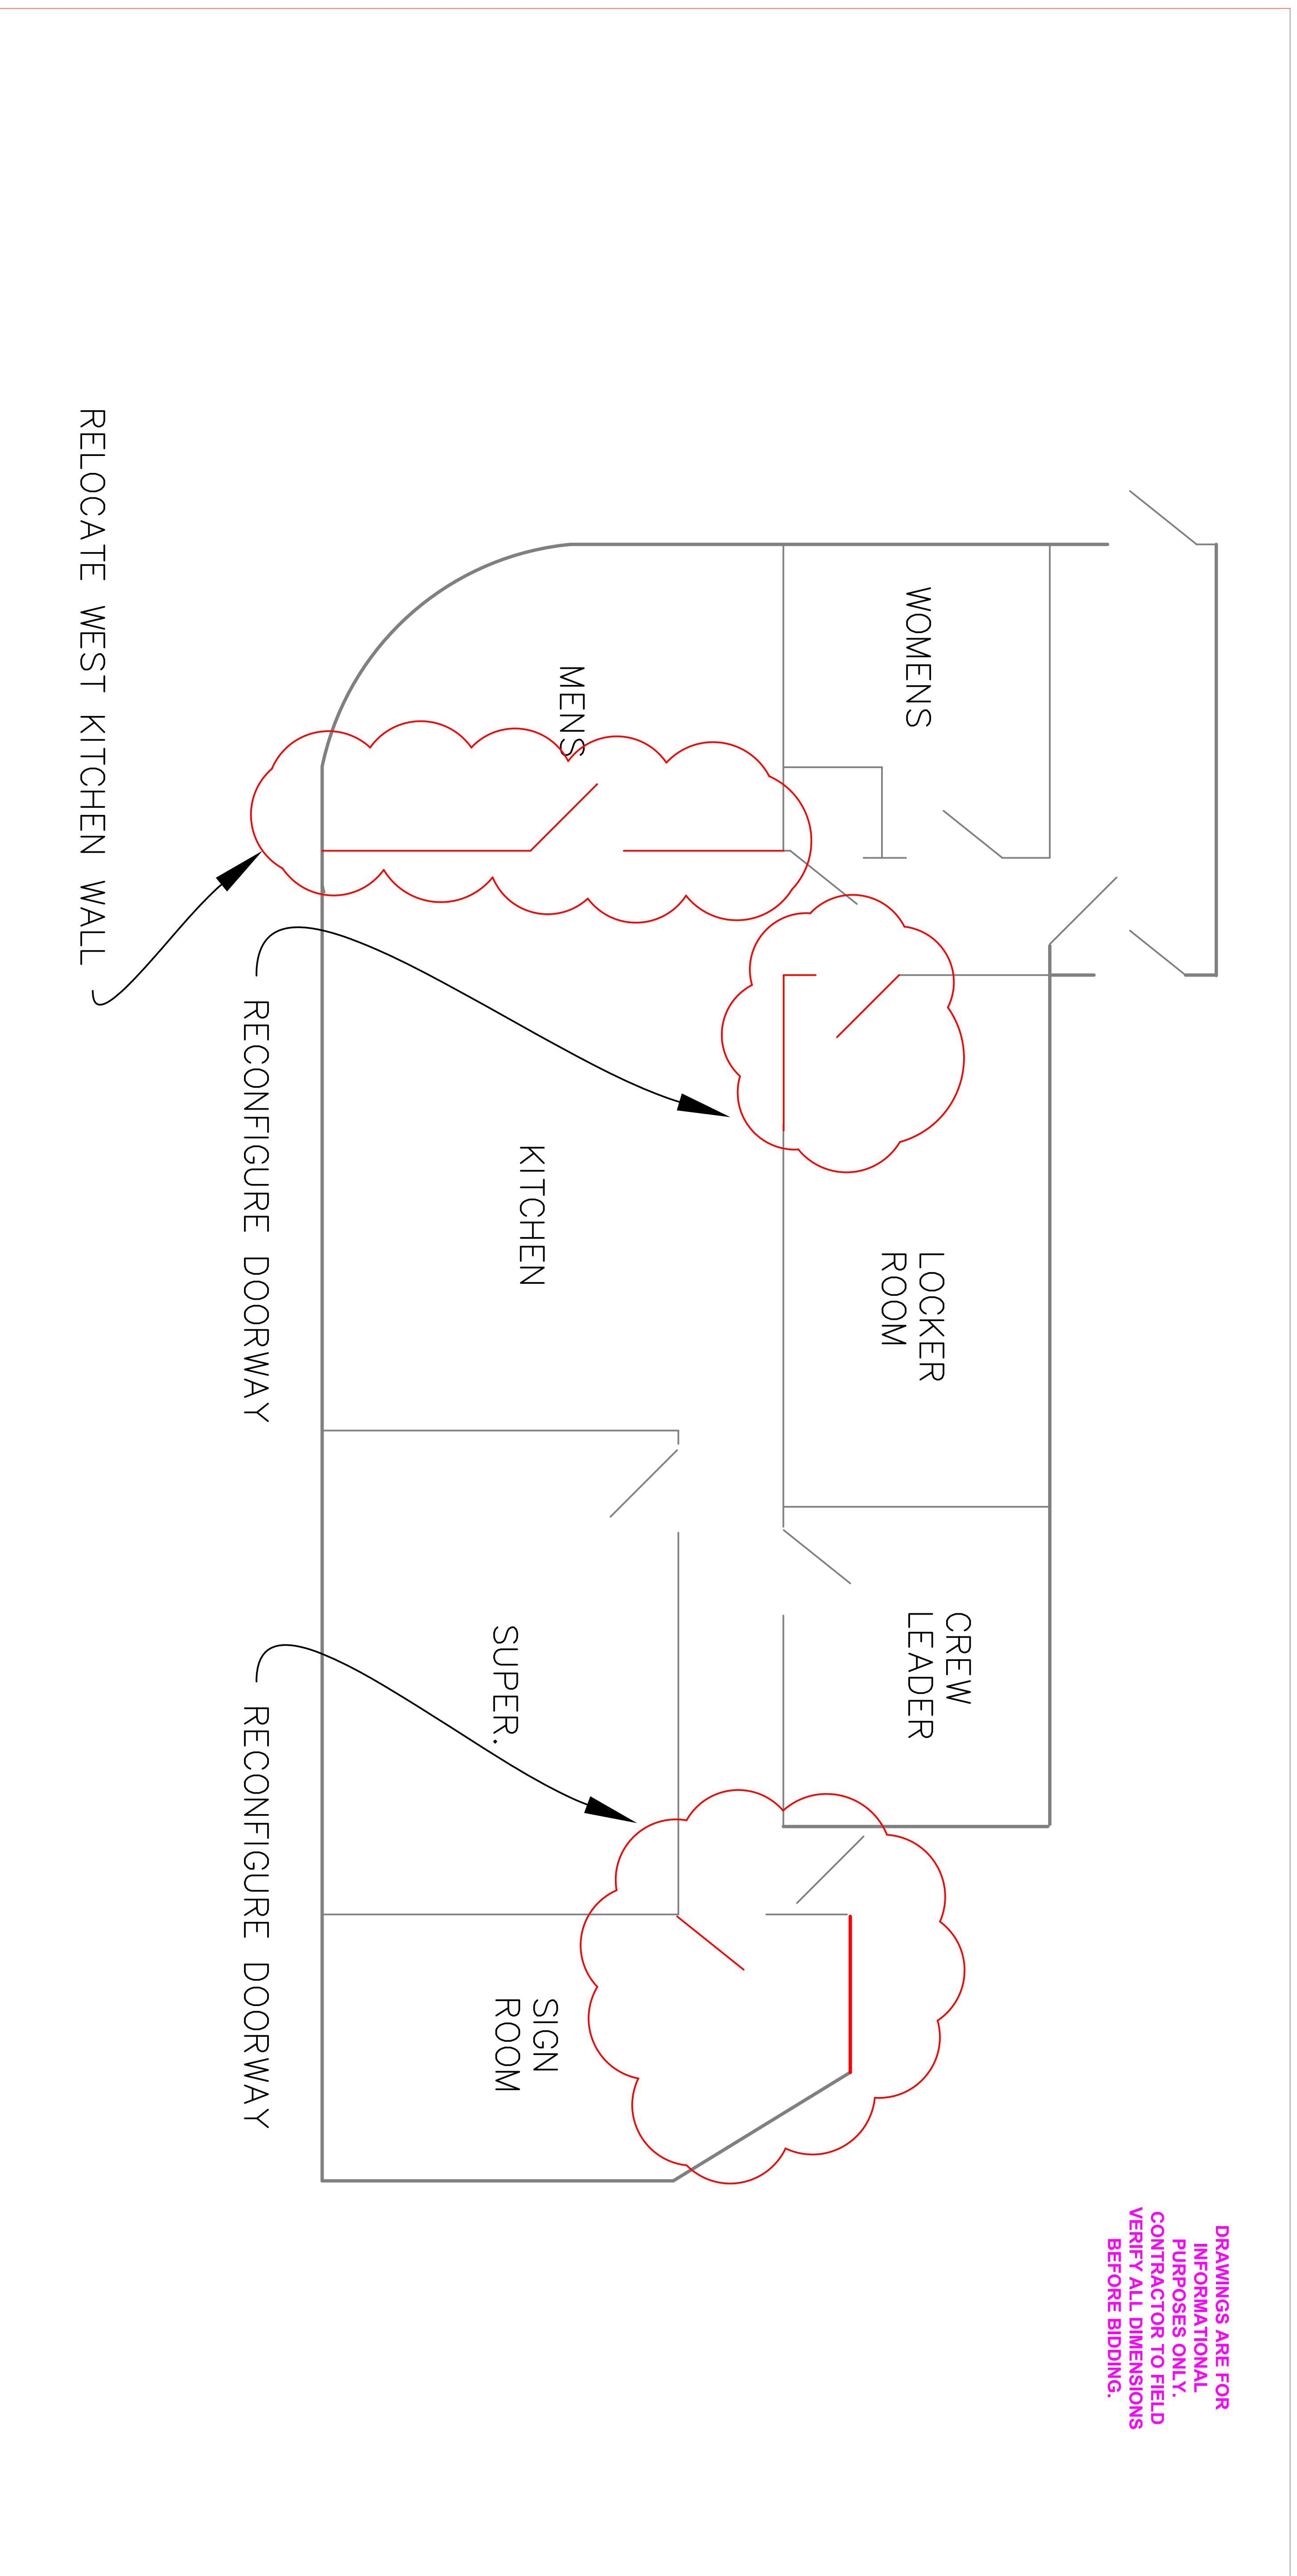 DRAWINGS ARE FOR
INFORMATIONAL
PURPOSES ONLY.
CONTRACTOR TO FIELD
VERIFY ALL DIMENSIONS
BEFORE BIDDING.
WOMENS
LOCKER
ROOM
CREW
LEADER
MENS
KITCHEN
SUPER.
SIGN
ROOM
RECONFIGURE DOORWAY
RECONFIGURE DOORWAY
RELOCATE WEST KITCHEN WALL